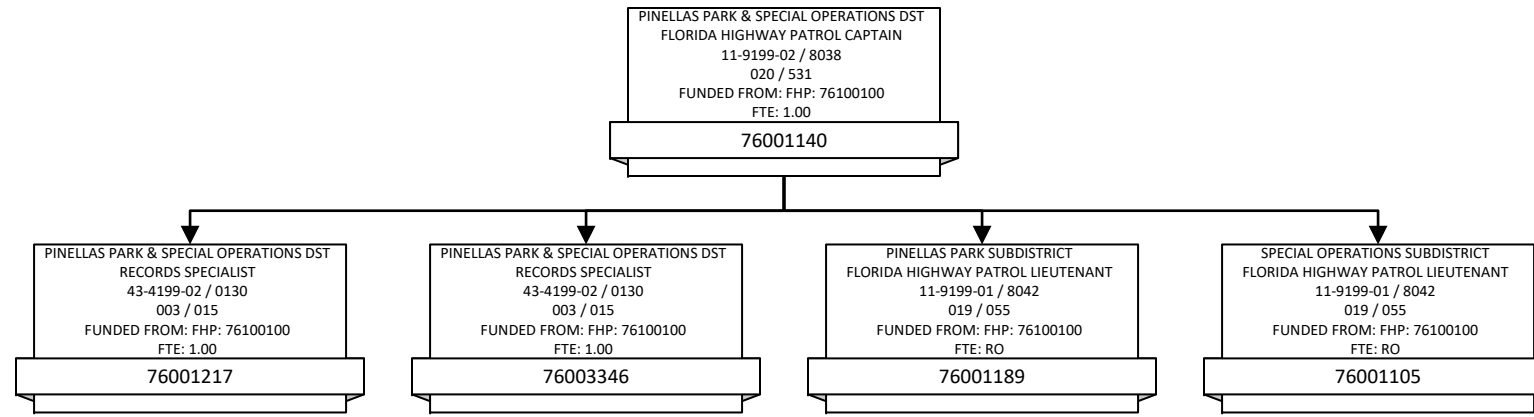 PINELLAS PARK & SPECIAL OPERATIONS DST
FLORIDA HIGHWAY PATROL CAPTAIN
11-9199-02 / 8038
020 / 531
FUNDED FROM: FHP: 76100100
FTE: 1.00
76001140
PINELLAS PARK & SPECIAL OPERATIONS DST
RECORDS SPECIALIST
43-4199-02 / 0130
003 / 015
FUNDED FROM: FHP: 76100100
FTE: 1.00
76001217
PINELLAS PARK & SPECIAL OPERATIONS DST
RECORDS SPECIALIST
43-4199-02 / 0130
003 / 015
FUNDED FROM: FHP: 76100100
FTE: 1.00
76003346
PINELLAS PARK SUBDISTRICT
FLORIDA HIGHWAY PATROL LIEUTENANT
11-9199-01 / 8042
019 / 055
FUNDED FROM: FHP: 76100100
FTE: RO
76001189
SPECIAL OPERATIONS SUBDISTRICT
FLORIDA HIGHWAY PATROL LIEUTENANT
11-9199-01 / 8042
019 / 055
FUNDED FROM: FHP: 76100100
FTE: RO
76001105